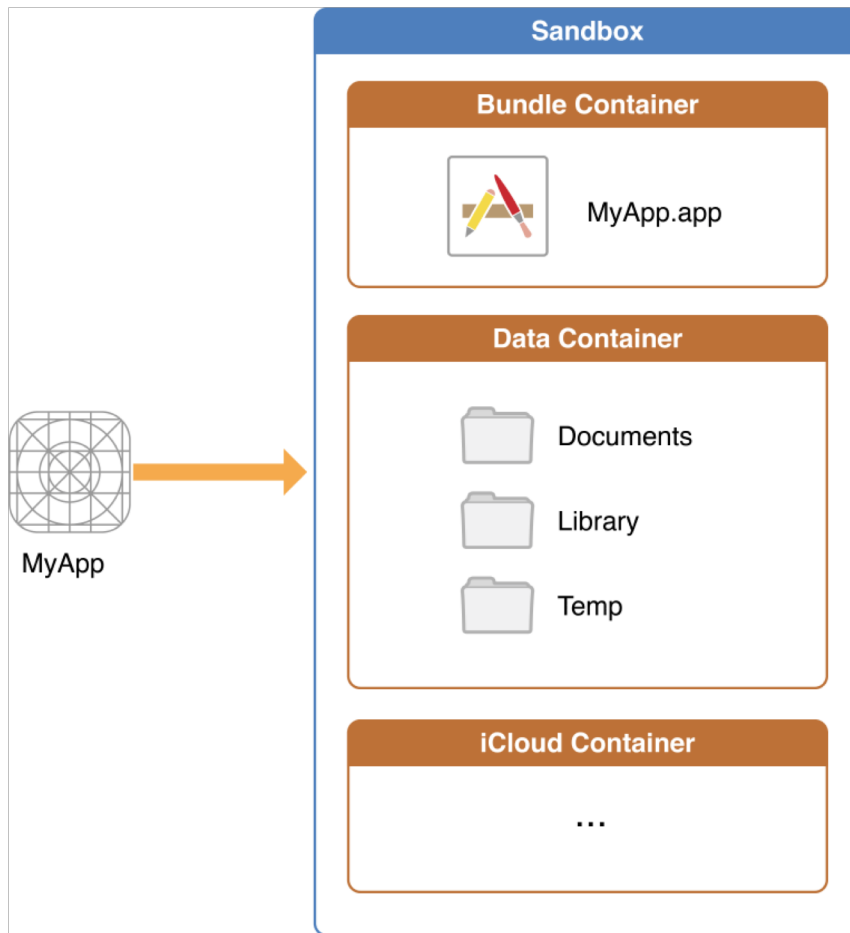 Sandbox
Bundle Container
MyApp.app
Data Container
Documents
Library
Temp
MyApp
iCloud Container
...